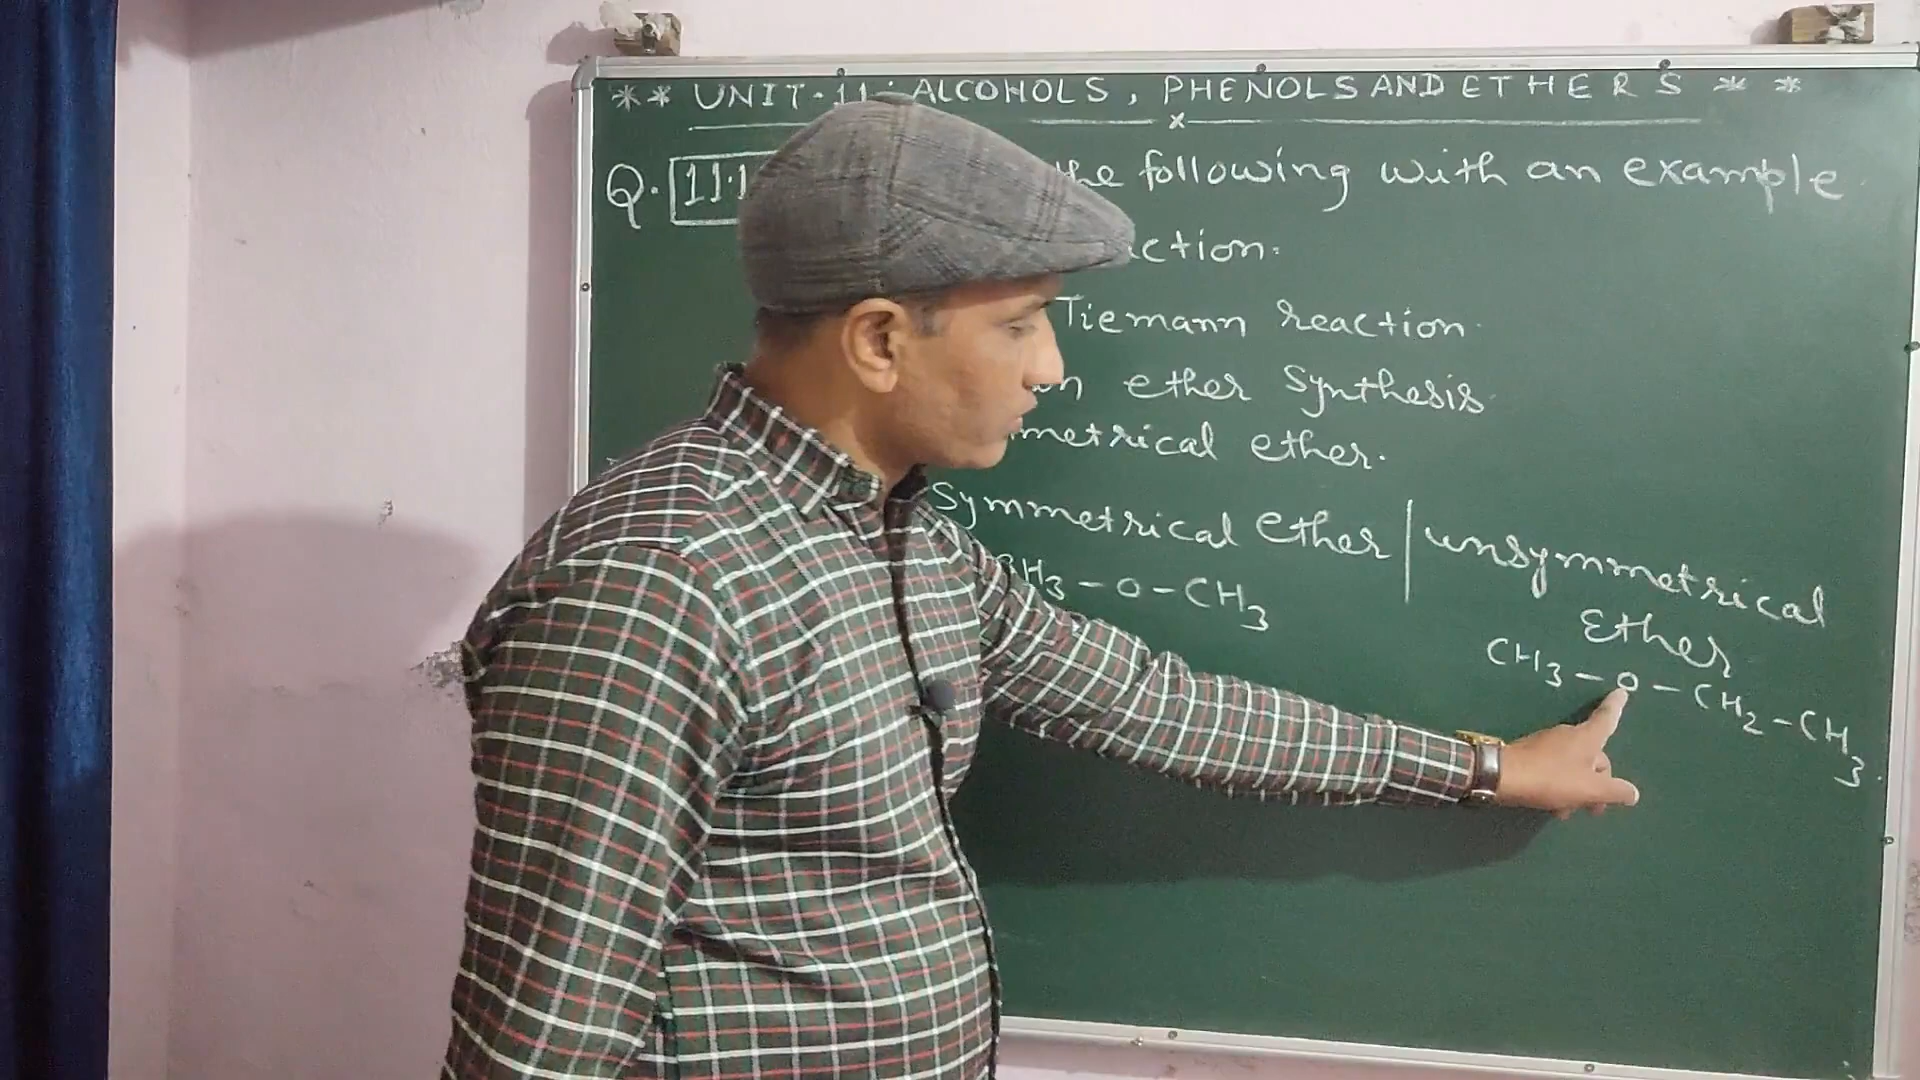 ** UNIT-11: ALCOHOLS, PHENOLS AND ETHERS **
Q. 11.1 the following with an example
ction.
Tiemann reaction.
ether Synthesis
metrical ether.
Symmetrical Ether | unsymmetrical
Ether
H3-O-CH3
CH3-O-CH2-CH3.